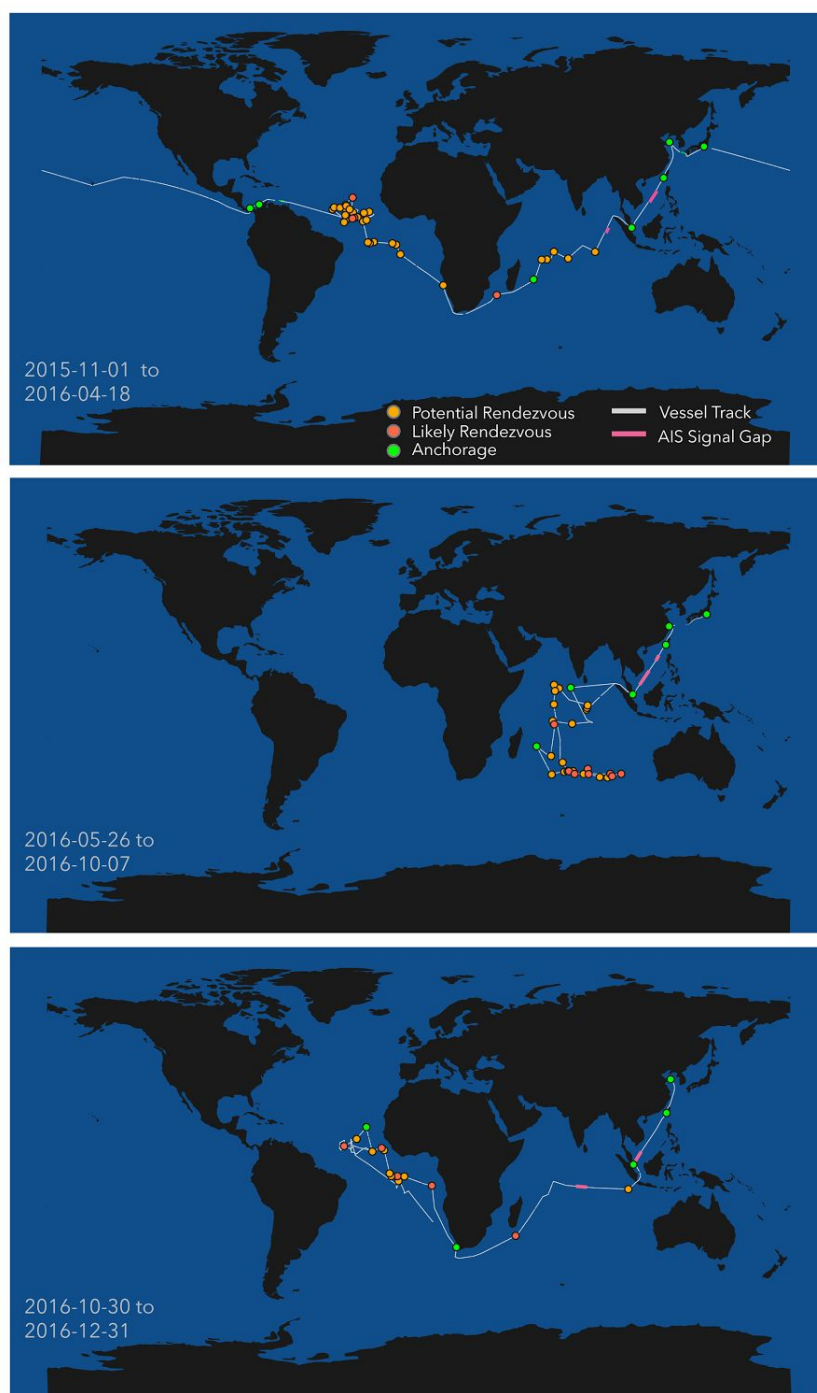 2015-11-01 to
2016-04-18
Potential Rendezvous
Likely Rendezvous
Anchorage
Vessel Track
AIS Signal Gap
2016-05-26 to
2016-10-07
2016-10-30 to
2016-12-31